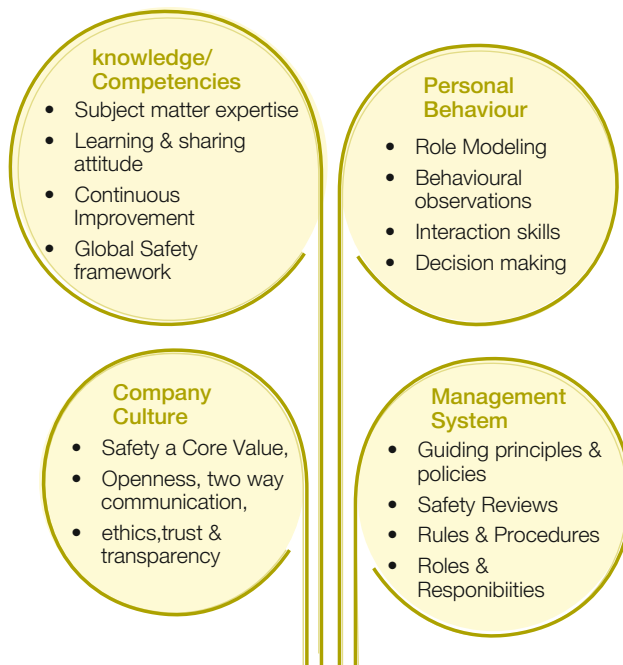 knowledge/
Competencies
• Subject matter expertise
• Learning & sharing
attitude
• Continuous
Improvement
• Global Safety
framework
Personal
Behaviour
• Role Modeling
• Behavioural
observations
• Interaction skills
• Decision making
Company
Culture
• Safety a Core Value,
• Openness, two way
communication,
• ethics,trust &
transparency
Management
System
• Guiding principles &
policies
• Safety Reviews
• Rules & Procedures
• Roles &
Responibiities